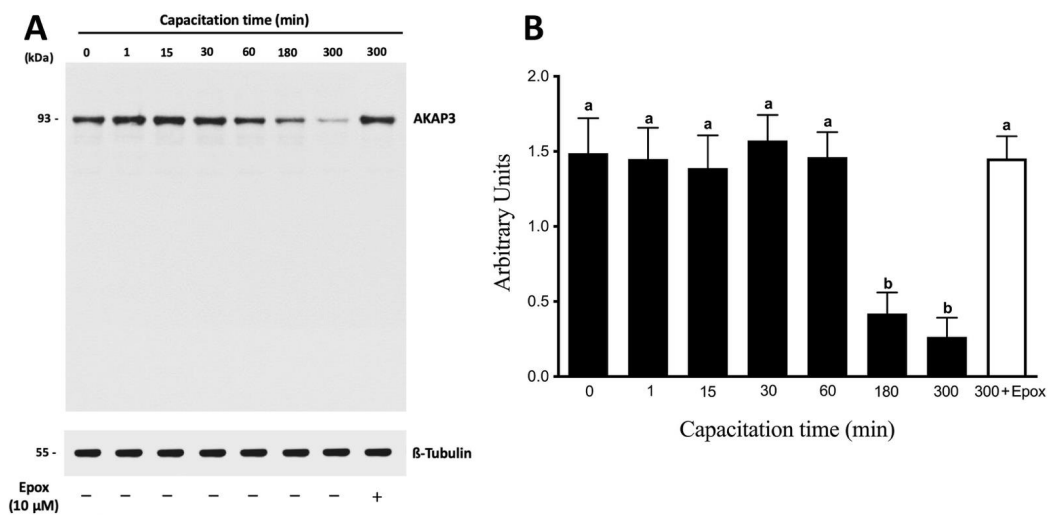 A
Capacitation time (min)
(kDa) 0 1 15 30 60 180 300 300
93 - AKAP3
55 - ß-Tubulin
Epox
(10 µM) – – – – – – – +
B
2.0
1.5
1.0
0.5
0.0
Arbitrary Units
a a a a a b b a
0 1 15 30 60 180 300 300+Epox
Capacitation time (min)